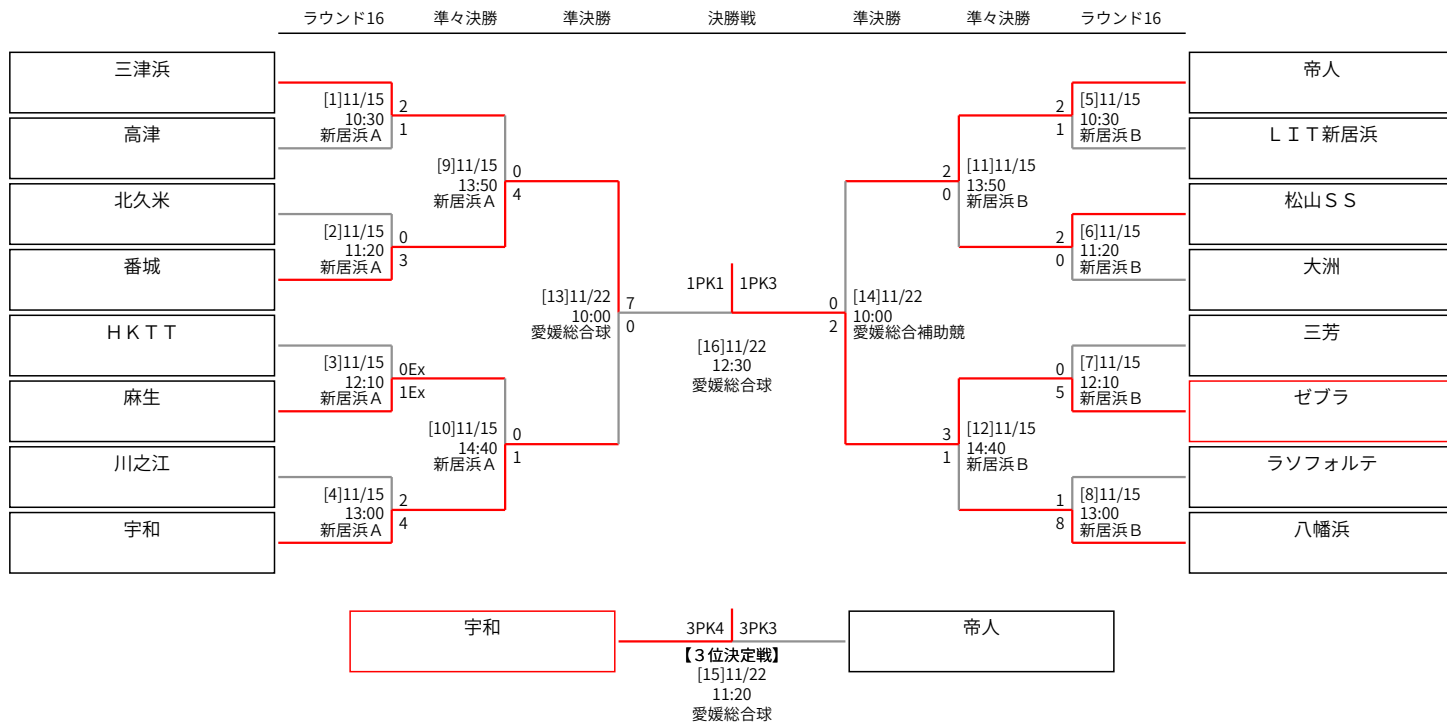 ラウンド16 準々決勝 準決勝 決勝戦 準決勝 準々決勝 ラウンド16
三津浜
高津
北久米
番城
ＨＫＴＴ
麻生
川之江
宇和
[1]11/15
10:30
新居浜Ａ
2
1
[2]11/15
11:20
新居浜Ａ
0
3
[3]11/15
12:10
新居浜Ａ
0Ex
1Ex
[4]11/15
13:00
新居浜Ａ
2
4
[9]11/15
13:50
新居浜Ａ
0
4
[10]11/15
14:40
新居浜Ａ
0
1
[13]11/22
10:00
愛媛総合球
7
0
1PK1 1PK3
[16]11/22
12:30
愛媛総合球
0
2
[14]11/22
10:00
愛媛総合補助競
2
0
[11]11/15
13:50
新居浜Ｂ
3
1
[12]11/15
14:40
新居浜Ｂ
2
1
[5]11/15
10:30
新居浜Ｂ
2
0
[6]11/15
11:20
新居浜Ｂ
0
5
[7]11/15
12:10
新居浜Ｂ
1
8
[8]11/15
13:00
新居浜Ｂ
帝人
ＬＩＴ新居浜
松山ＳＳ
大洲
三芳
ゼブラ
ラソフォルテ
八幡浜
宇和
3PK4 3PK3
帝人
【３位決定戦】
[15]11/22
11:20
愛媛総合球